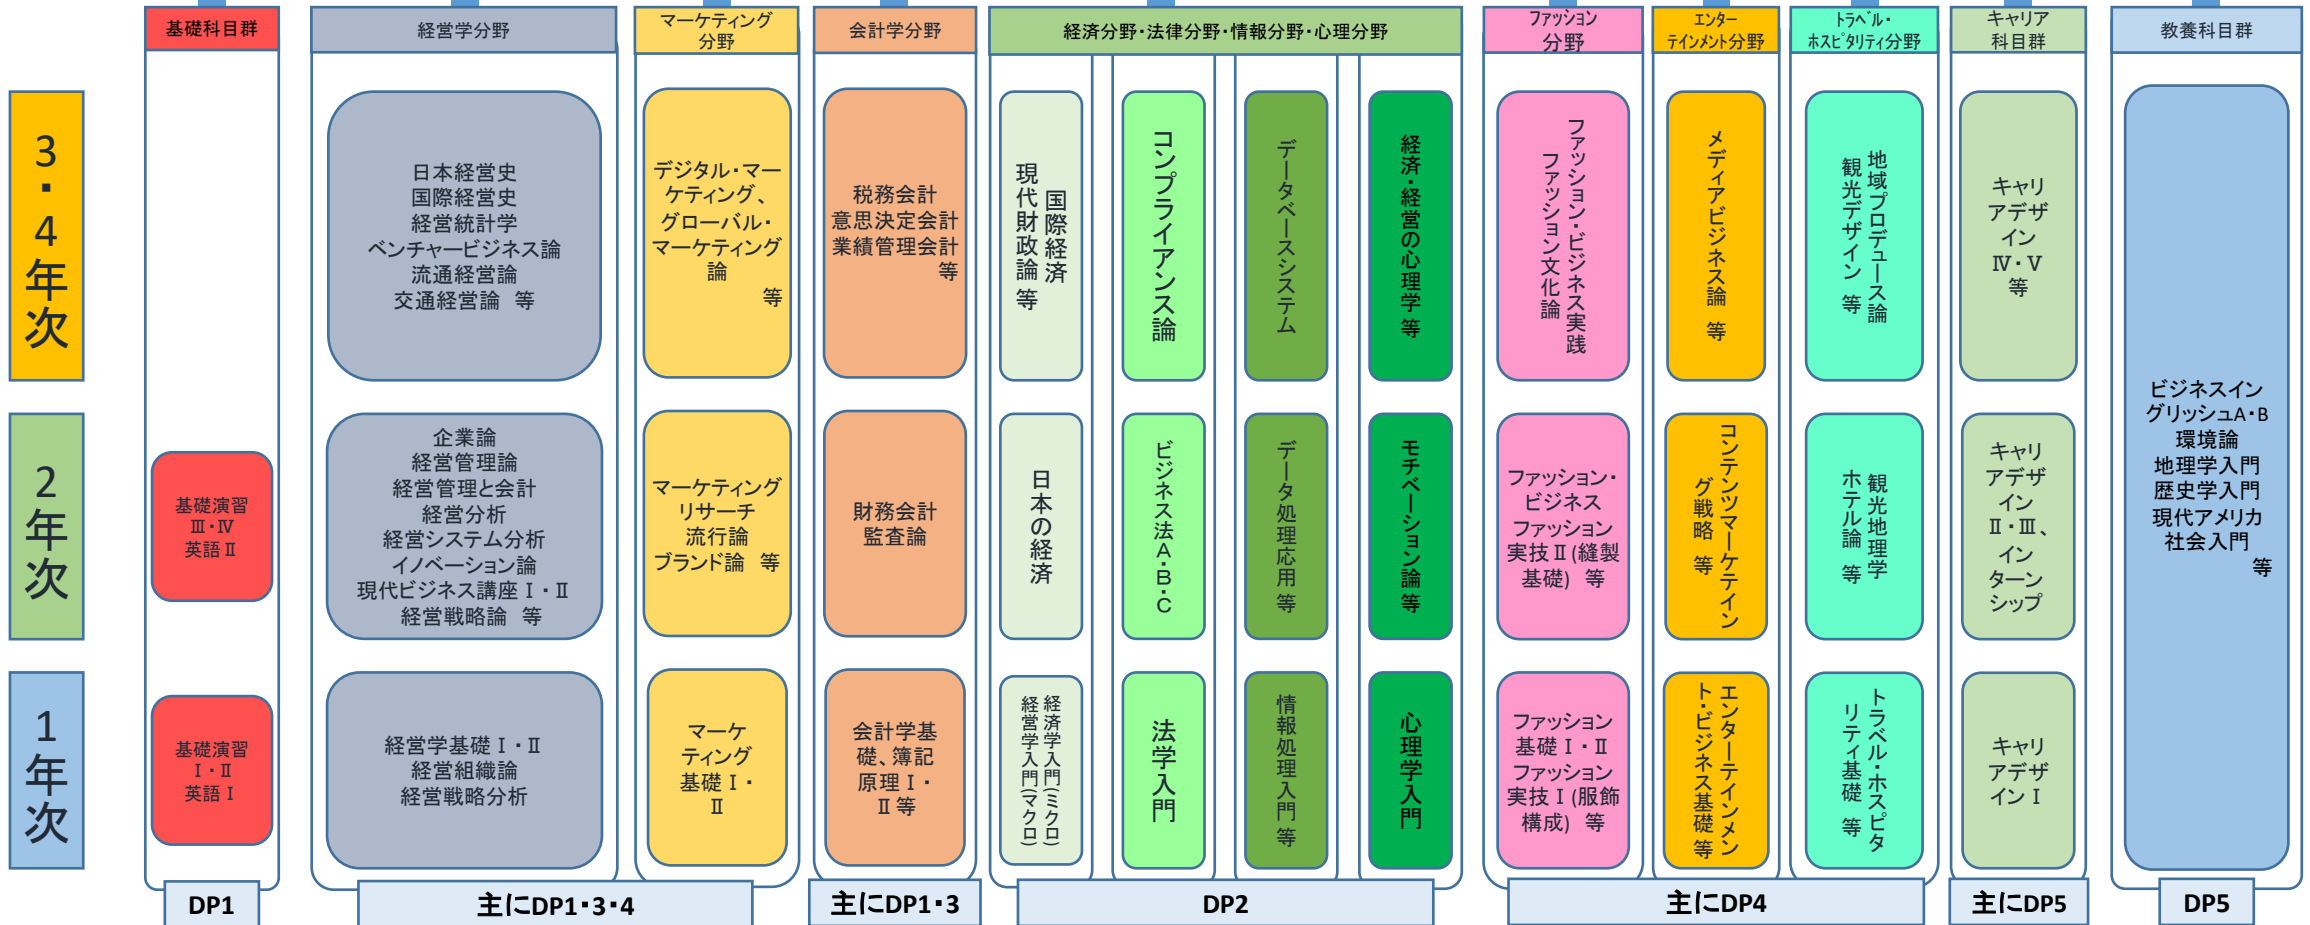 基礎科目群
経営学分野
マーケティング
分野
会計学分野
経済分野・法律分野・情報分野・心理分野
ファッション
分野
エンター
テインメント分野
トラベル・
ホスピタリティ分野
キャリア
科目群
教養科目群
3・4年次
日本経営史
国際経営史
経営統計学
ベンチャービジネス論
流通経営論
交通経営論 等
デジタル・マー
ケティング、
グローバル・
マーケティング
論
等
税務会計
意思決定会計
業績管理会計
等
国際経済
現代財政論 等
コンプライアンス論
データベースシステム
経済・経営の心理学 等
ファッション・ビジネス実践
ファッション文化論
メディアビジネス論 等
地域プロデュース論
観光デザイン 等
キャリ
アデザ
イン
Ⅳ・Ⅴ
等
ビジネスイン
グリッシュA・B
環境論
地理学入門
歴史学入門
現代アメリカ
社会入門
等
2年次
基礎演習
Ⅲ・Ⅳ
英語Ⅱ
企業論
経営管理論
経営管理と会計
経営分析
経営システム分析
イノベーション論
現代ビジネス講座Ⅰ・Ⅱ
経営戦略論 等
マーケティング
リサーチ
流行論
ブランド論 等
財務会計
監査論
日本の経済
ビジネス法A・B・C
データ処理応用 等
モチベーション論 等
ファッション・
ビジネス
ファッション
実技Ⅱ(縫製
基礎) 等
コンテンツマーケテイン
グ戦略 等
観光地理学
ホテル論 等
キャリ
アデザ
イン
Ⅱ・Ⅲ、
イン
ターン
シップ
1年次
基礎演習
Ⅰ・Ⅱ
英語Ⅰ
経営学基礎Ⅰ・Ⅱ
経営組織論
経営戦略分析
マーケ
ティング
基礎Ⅰ・
Ⅱ
会計学基
礎、簿記
原理Ⅰ・
Ⅱ等
経済学入門(ミクロ)
経営学入門(マクロ)
法学入門
情報処理入門 等
心理学入門
ファッション
基礎Ⅰ・Ⅱ
ファッション
実技Ⅰ(服飾
構成) 等
エンターテインメン
ト・ビジネス基礎 等
トラベル・ホスピタ
リティ基礎 等
キャリ
アデザ
インⅠ
DP1
主にDP1・3・4
主にDP1・3
DP2
主にDP4
主にDP5
DP5